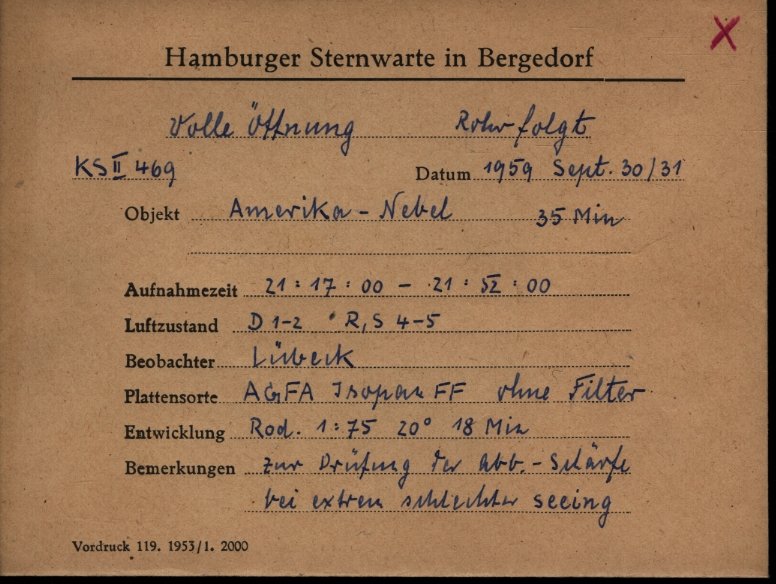 Hamburger Sternwarte in Bergedorf
Volle Öffnung Rohr folgt
KS II 469 Datum 1959 Sept. 30/31
Objekt Amerika-Nebel 35 Min
Aufnahmezeit 21:17:00 - 21:52:00
Luftzustand D 1-2 R,S 4-5
Beobachter Lübeck
Plattensorte AGFA Isopan FF ohne Filter
Entwicklung Rod. 1:75 20° 18 Min
Bemerkungen zur Prüfung der Abb.-Schärfe
bei extrem schlechter seeing
Vordruck 119. 1953/1. 2000